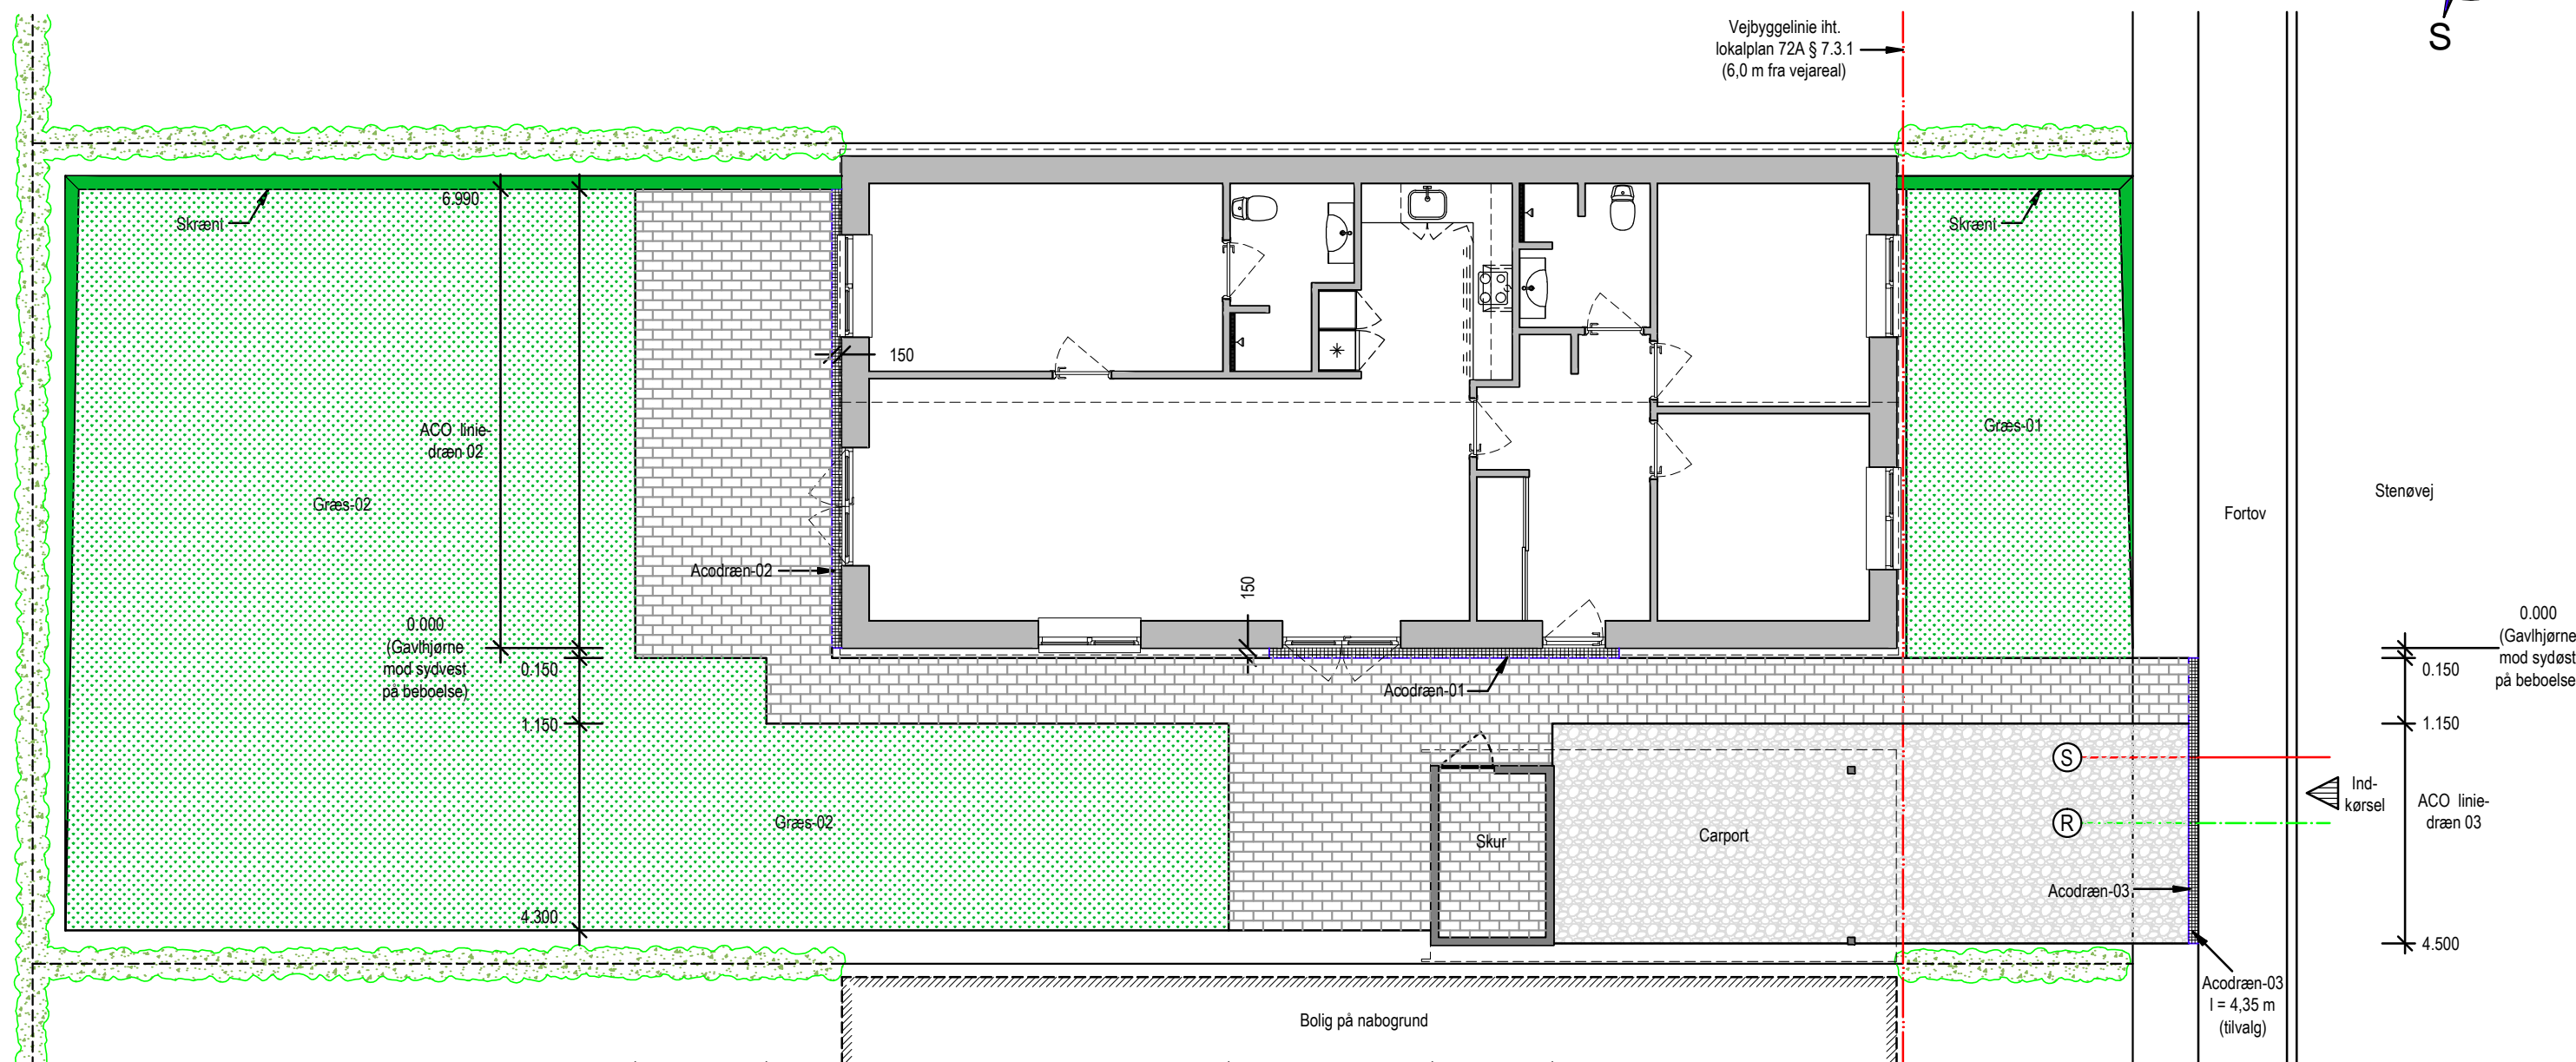 Vejbyggelinie iht.
lokalplan 72A § 7.3.1
(6,0 m fra vejareal)
S
6.990
Skræni
Skræni
150
ACO linie-
dræn 02
Græs-01
Græs-02
Stenøvej
Fortov
Acodræn-02
150
0.000
(Gavlhjørne
mod sydvest
på beboelse)
0.150
1.150
0.000
(Gavlhjørne
mod sydøst
på beboelse
0.150
1.150
Acodræn-01
S
Ind-
kørsel
ACO linie-
dræn 03
R
Græs-02
Skur
Carport
Acodræn-03
4.300
4.500
Acodræn-03
l = 4,35 m
(tilvalg)
Bolig på nabogrund